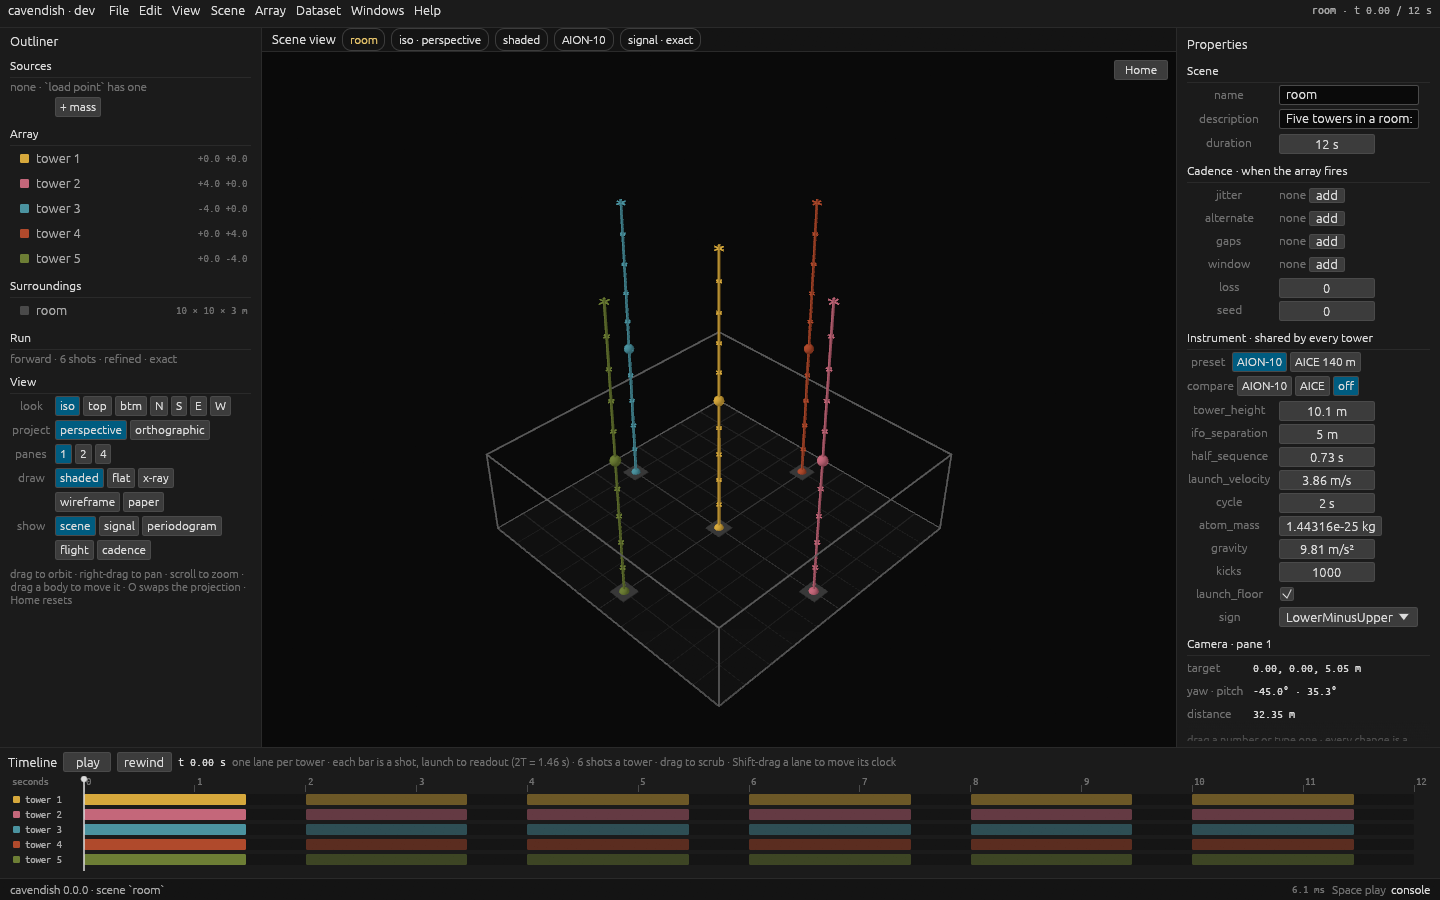 cavendish · dev File Edit View Scene Array Dataset Windows Help room · t 0.00 / 12 s
Outliner
Sources
none · `load point` has one
+ mass
Array
tower 1 +0.0 +0.0
tower 2 +4.0 +0.0
tower 3 -4.0 +0.0
tower 4 +0.0 +4.0
tower 5 +0.0 -4.0
Surroundings
room 10 × 10 × 3 m
Run
forward · 6 shots · refined · exact
View
look iso top btm N S E W
project perspective orthographic
panes 1 2 4
draw shaded flat x-ray
wireframe paper
show scene signal periodogram
flight cadence
drag to orbit · right-drag to pan · scroll to zoom ·
drag a body to move it · O swaps the projection ·
Home resets
Scene view room iso · perspective shaded AION-10 signal · exact
Home
Properties
Scene
name room
description Five towers in a room:
duration 12 s
Cadence · when the array fires
jitter none add
alternate none add
gaps none add
window none add
loss 0
seed 0
Instrument · shared by every tower
preset AION-10 AICE 140 m
compare AION-10 AICE off
tower_height 10.1 m
ifo_separation 5 m
half_sequence 0.73 s
launch_velocity 3.86 m/s
cycle 2 s
atom_mass 1.44316e-25 kg
gravity 9.81 m/s²
kicks 1000
launch_floor
sign LowerMinusUpper
Camera · pane 1
target 0.00, 0.00, 5.05 m
yaw · pitch -45.0° · 35.3°
distance 32.35 m
drag a number or type one · every change is a
Timeline play rewind t 0.00 s one lane per tower · each bar is a shot, launch to readout (2T = 1.46 s) · 6 shots a tower · drag to scrub · Shift-drag a lane to move its clock
seconds 0 1 2 3 4 5 6 7 8 9 10 11 12
tower 1
tower 2
tower 3
tower 4
tower 5
cavendish 0.0.0 · scene `room` 6.1 ms Space play console